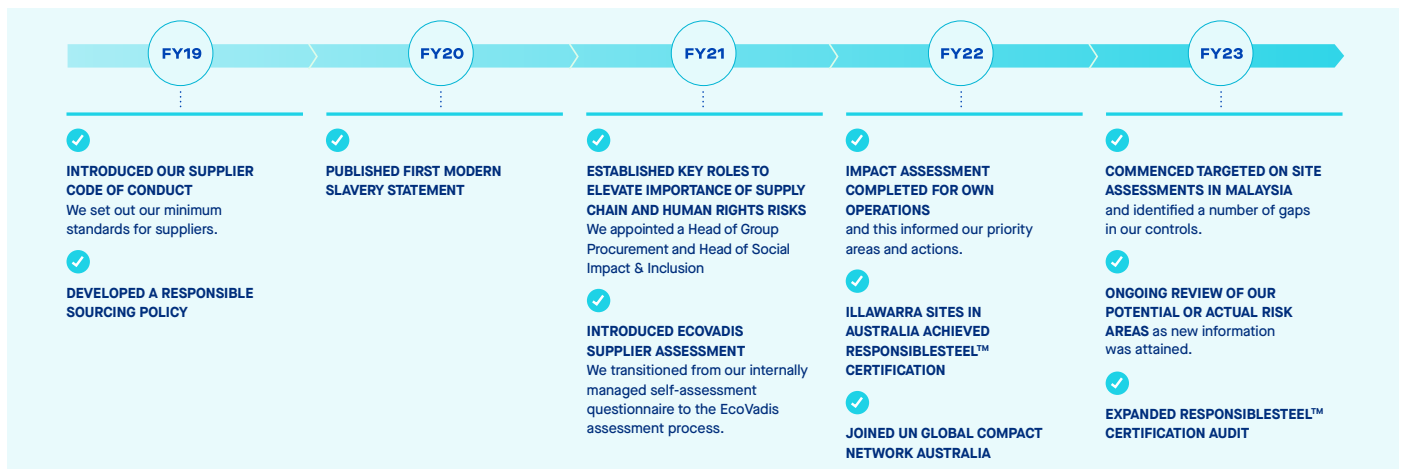 FY19
FY20
FY21
FY22
FY23
INTRODUCED OUR SUPPLIER
CODE OF CONDUCT
We set out our minimum
standards for suppliers.
DEVELOPED A RESPONSIBLE
SOURCING POLICY
PUBLISHED FIRST MODERN
SLAVERY STATEMENT
ESTABLISHED KEY ROLES TO
ELEVATE IMPORTANCE OF SUPPLY
CHAIN AND HUMAN RIGHTS RISKS
We appointed a Head of Group
Procurement and Head of Social
Impact & Inclusion
INTRODUCED ECOVADIS
SUPPLIER ASSESSMENT
We transitioned from our internally
managed self-assessment
questionnaire to the EcoVadis
assessment process.
IMPACT ASSESSMENT
COMPLETED FOR OWN
OPERATIONS
and this informed our priority
areas and actions.
ILLAWARRA SITES IN
AUSTRALIA ACHIEVED
RESPONSIBLESTEEL™
CERTIFICATION
JOINED UN GLOBAL COMPACT
NETWORK AUSTRALIA
COMMENCED TARGETED ON SITE
ASSESSMENTS IN MALAYSIA
and identified a number of gaps
in our controls.
ONGOING REVIEW OF OUR
POTENTIAL OR ACTUAL RISK
AREAS as new information
was attained.
EXPANDED RESPONSIBLESTEEL™
CERTIFICATION AUDIT